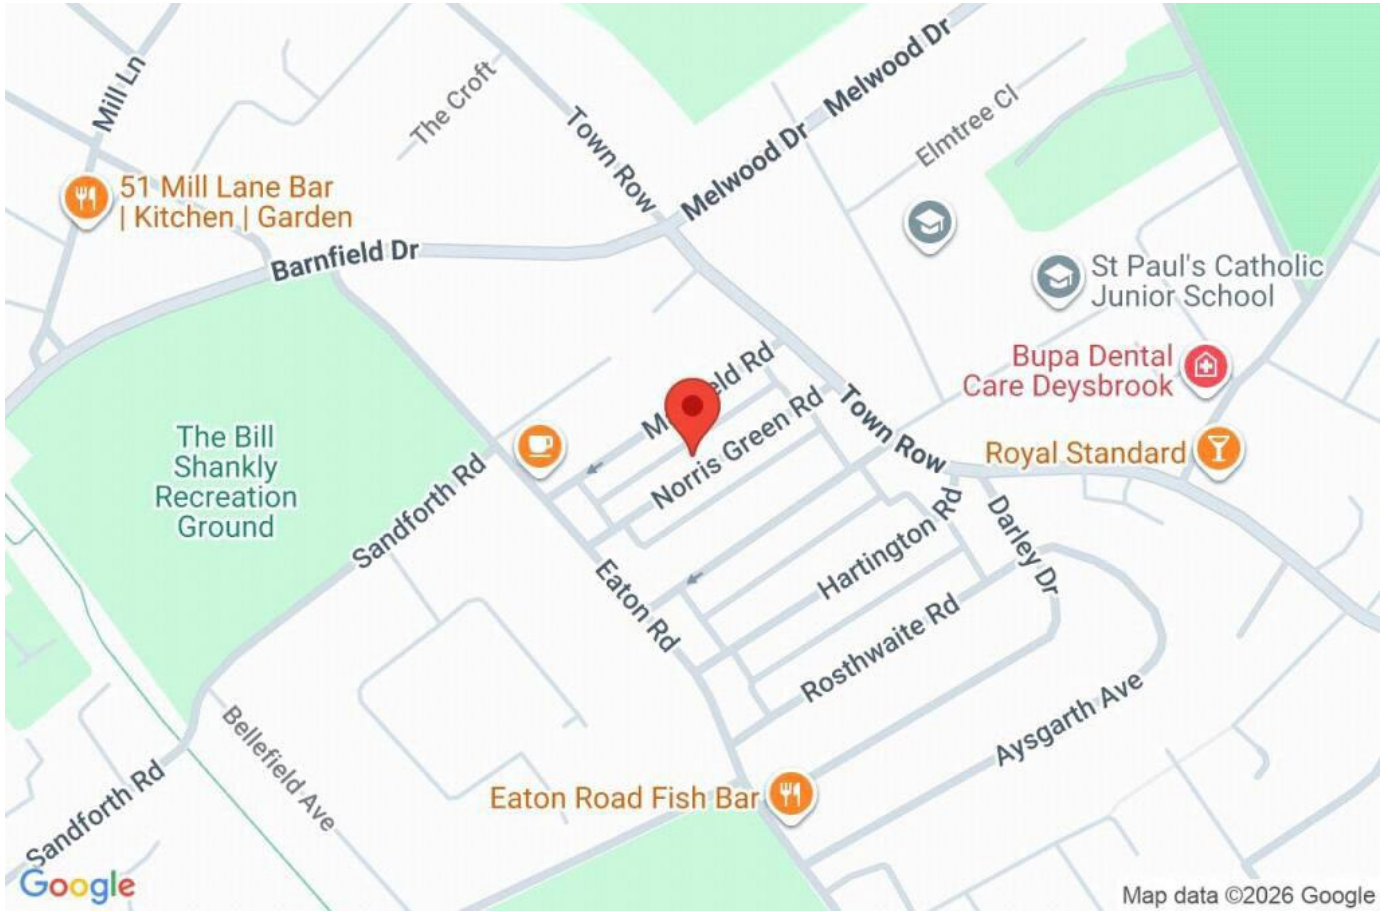 Mill Ln
The Croft
Town Row
Melwood Dr
Melwood Dr
Elmtree Cl
51 Mill Lane Bar
| Kitchen | Garden
Barnfield Dr
St Paul's Catholic
Junior School
Bupa Dental
Care Deysbrook
Royal Standard
Town Row
Norris Green Rd
The Bill
Shankly
Recreation
Ground
Sandforth Rd
Eaton Rd
Hartington Rd
Darley Dr
Rosthwaite Rd
Aysgarth Ave
Bellefield Ave
Sandforth Rd
Eaton Road Fish Bar
Google
Map data ©2026 Google